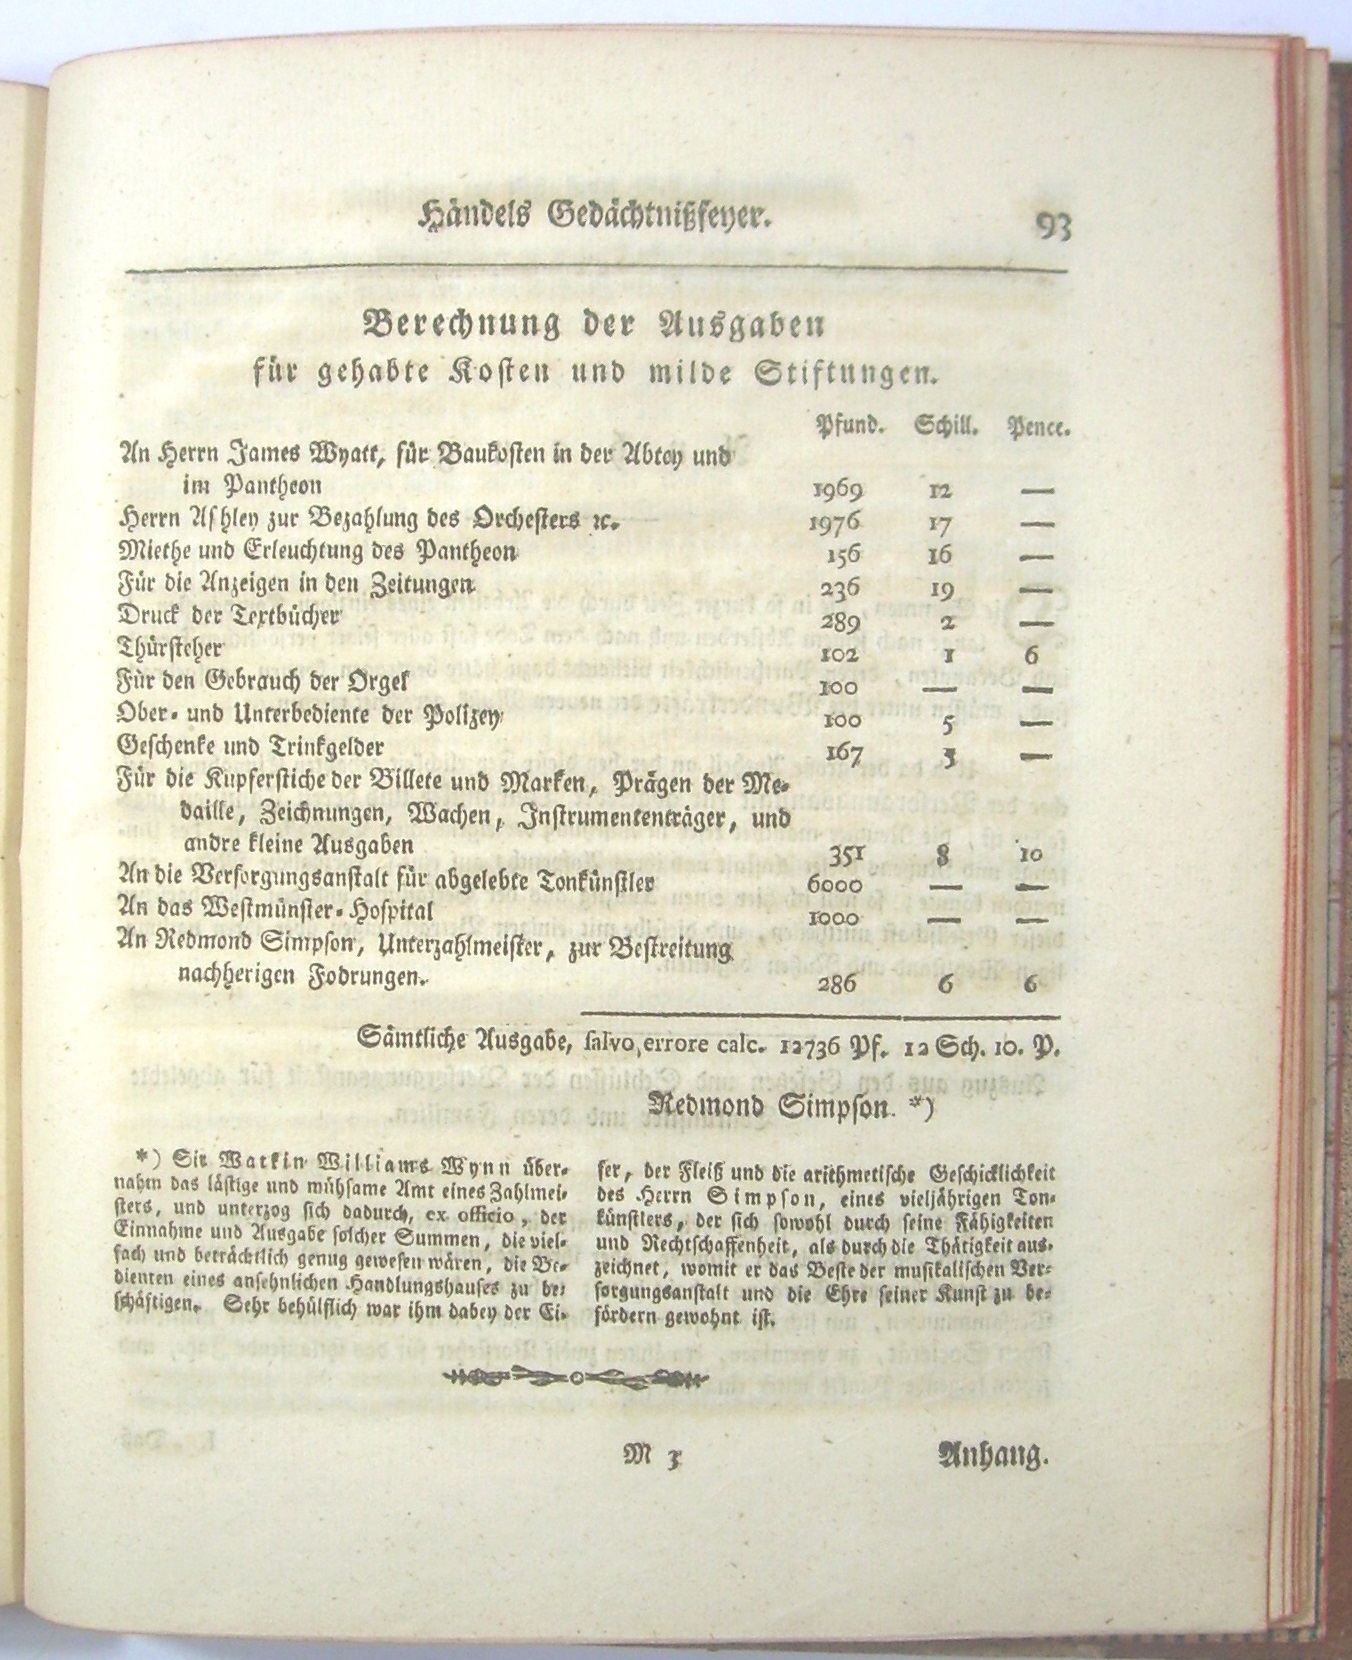 Händels Gedächtnißfeyer. 93
Berechnung der Ausgaben
für gehabte Kosten und milde Stiftungen.
Pfund. Schill. Pence.
An Herrn James Wyatt, für Baukosten in der Abtey und
im Pantheon 1969 12 —
Herrn Ashley zur Bezahlung des Orchesters ꝛc. 1976 17 —
Miethe und Erleuchtung des Pantheon 156 16 —
Für die Anzeigen in den Zeitungen 236 19 —
Druck der Textbücher 289 2 —
Thürsteher 102 1 6
Für den Gebrauch der Orgel 100 — —
Ober- und Unterbediente der Polizey 100 5 —
Geschenke und Trinkgelder 167 5 —
Für die Kupferstiche der Billete und Marken, Prägen der Me-
daille, Zeichnungen, Wachen, Instrumententräger, und
andre kleine Ausgaben 351 8 10
An die Versorgungsanstalt für abgelebte Tonkünstler 6000 — —
An das Westmünster-Hospital 1000 — —
An Redmond Simpson, Unterzahlmeister, zur Bestreitung
nachherigen Fodrungen. 286 6 6
Sämtliche Ausgabe, salvo errore calc. 12736 Pf. 12 Sch. 10. P.
Redmond Simpson. *)
*) Sir Watkin Williams Wynn über-
nahm das lästige und mühsame Amt eines Zahlmei-
sters, und unterzog sich dadurch, ex officio, der
Einnahme und Ausgabe solcher Summen, die viel-
fach und beträchtlich genug gewesen wären, die Be-
dienten eines ansehnlichen Handlungshauses zu be-
schäftigen. Sehr behülflich war ihm dabey der Ei-
fer, der Fleiß und die arithmetische Geschicklichkeit
des Herrn Simpson, eines vieljährigen Ton-
künstlers, der sich sowohl durch seine Fähigkeiten
und Rechtschaffenheit, als durch die Thätigkeit aus-
zeichnet, womit er das Beste der musikalischen Ver-
sorgungsanstalt und die Ehre seiner Kunst zu be-
fördern gewohnt ist.
M 3 Anhang.